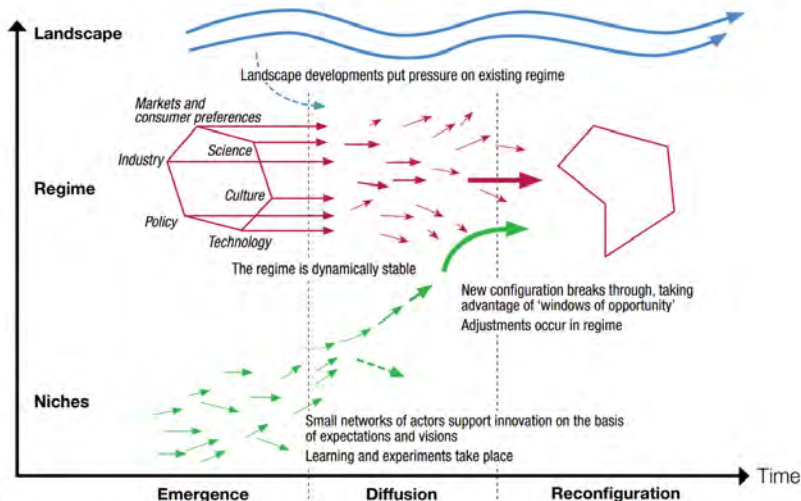 Landscape
Landscape developments put pressure on existing regime
Markets and
consumer preferences
Science
Industry
Regime
Culture
Policy
Technology
The regime is dynamically stable
New configuration breaks through, taking
advantage of ‘windows of opportunity’
Adjustments occur in regime
Niches
Small networks of actors support innovation on the basis
of expectations and visions
Learning and experiments take place
Time
Emergence
Diffusion
Reconfiguration